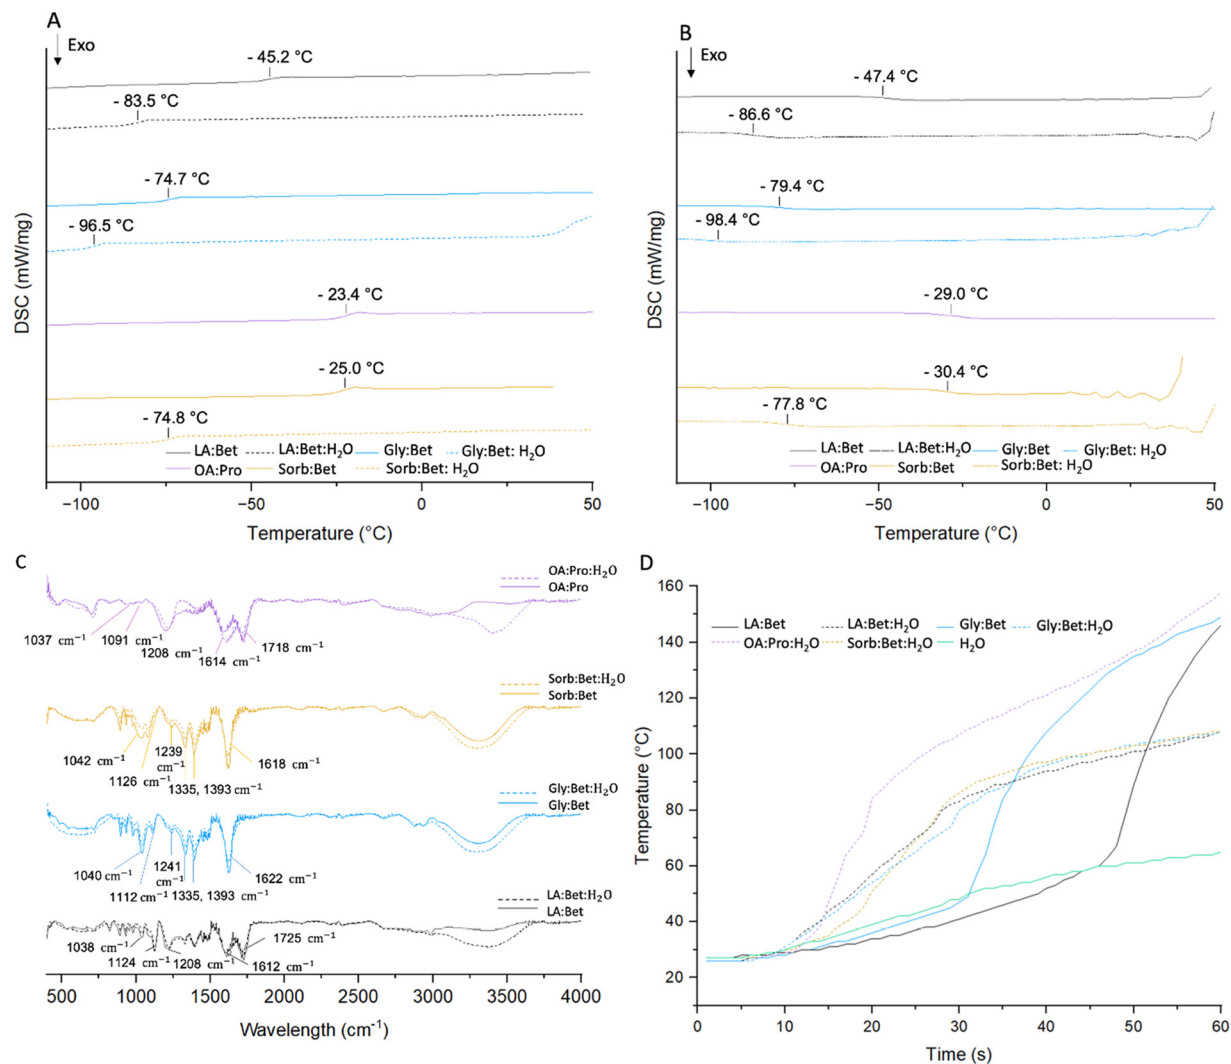 A
Exo
- 45.2 °C
- 83.5 °C
- 74.7 °C
- 96.5 °C
- 23.4 °C
- 25.0 °C
- 74.8 °C
LA:Bet LA:Bet:H₂O Gly:Bet Gly:Bet: H₂O
OA:Pro Sorb:Bet Sorb:Bet: H₂O
−100 −50 0 50
Temperature (°C)
DSC (mW/mg)
B
Exo
- 47.4 °C
- 86.6 °C
- 79.4 °C
- 98.4 °C
- 29.0 °C
- 30.4 °C
- 77.8 °C
LA:Bet LA:Bet:H₂O Gly:Bet Gly:Bet: H₂O
OA:Pro Sorb:Bet Sorb:Bet: H₂O
−100 −50 0 50
Temperature (°C)
DSC (mW/mg)
C
OA:Pro:H₂O
OA:Pro
1037 cm⁻¹
1091 cm⁻¹
1208 cm⁻¹
1614 cm⁻¹
1718 cm⁻¹
Sorb:Bet:H₂O
Sorb:Bet
1042 cm⁻¹
1126 cm⁻¹
1239
cm⁻¹
1335, 1393 cm⁻¹
1618 cm⁻¹
Gly:Bet:H₂O
Gly:Bet
1040 cm⁻¹
1112 cm⁻¹
1241
cm⁻¹
1335, 1393 cm⁻¹
1622 cm⁻¹
LA:Bet:H₂O
LA:Bet
1038 cm⁻¹
1124 cm⁻¹
1208 cm⁻¹
1612 cm⁻¹
1725 cm⁻¹
500 1000 1500 2000 2500 3000 3500 4000
Wavelength (cm⁻¹)
D
160
140
120
100
80
60
40
20
Temperature (°C)
LA:Bet LA:Bet:H₂O Gly:Bet Gly:Bet:H₂O
OA:Pro:H₂O Sorb:Bet:H₂O H₂O
0 10 20 30 40 50 60
Time (s)